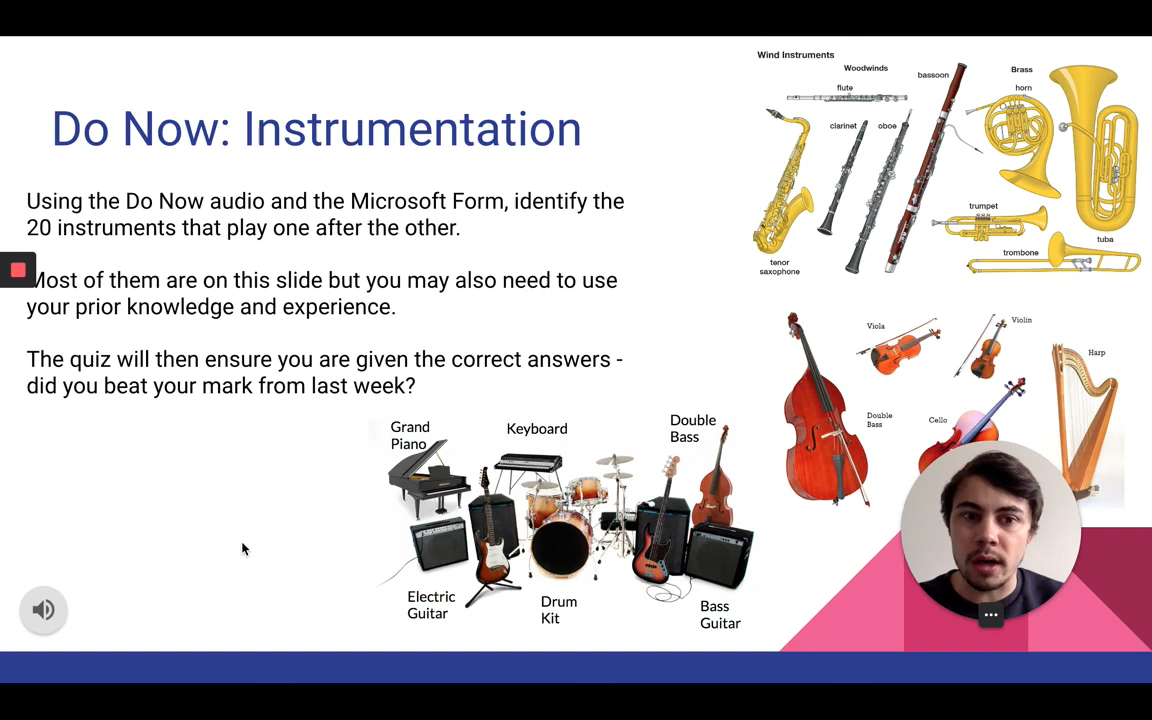 Do Now: Instrumentation
Using the Do Now audio and the Microsoft Form, identify the
20 instruments that play one after the other.
Most of them are on this slide but you may also need to use
your prior knowledge and experience.
The quiz will then ensure you are given the correct answers -
did you beat your mark from last week?
Wind Instruments
Woodwinds
flute
clarinet
oboe
bassoon
tenor
saxophone
Brass
horn
trumpet
tuba
trombone
Viola
Violin
Harp
Double
Bass
Cello
Grand
Piano
Keyboard
Double
Bass
Electric
Guitar
Drum
Kit
Bass
Guitar